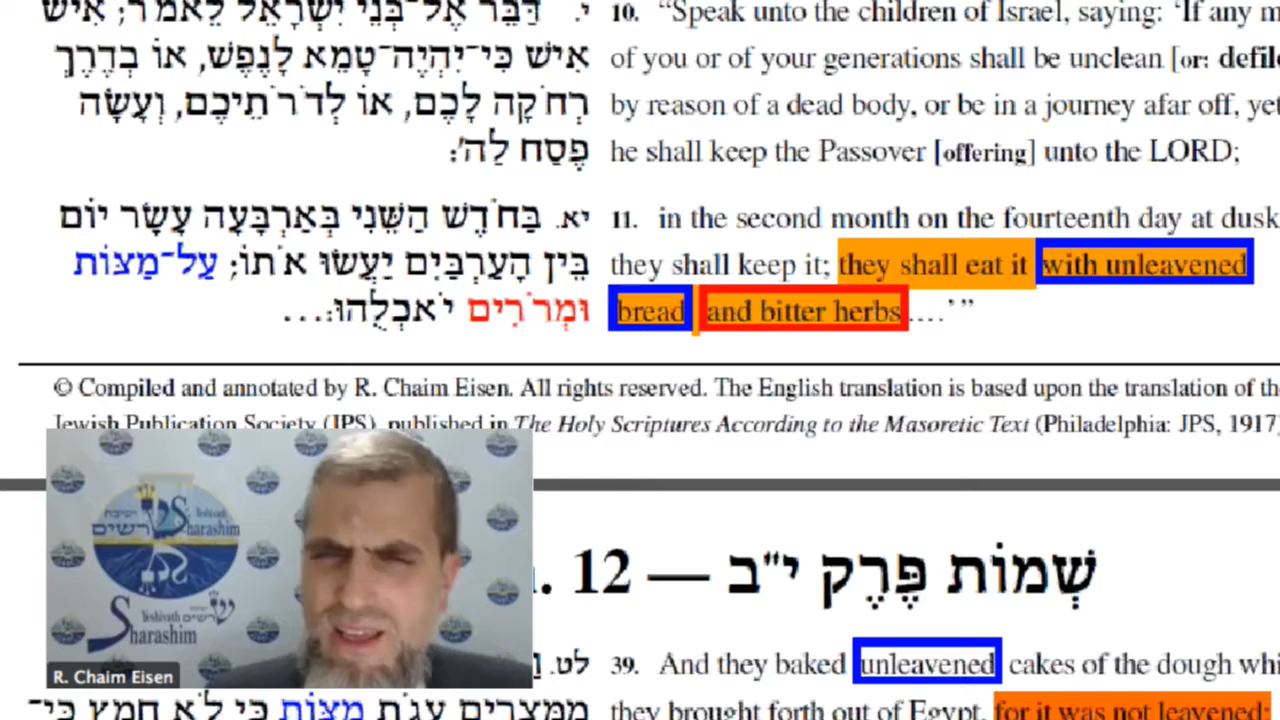 י. דַּבֵּר אֶל־בְּנֵי יִשְׂרָאֵל לֵאמֹר; אִישׁ
אִישׁ כִּי־יִהְיֶה־טָמֵא לָנֶפֶשׁ, אוֹ בְדֶרֶךְ
רְחֹקָה לָכֶם, אוֹ לְדֹרֹתֵיכֶם, וְעָשָׂה
פֶסַח לַה׳:
10. “Speak unto the children of Israel, saying: ‘If any m
of you or of your generations shall be unclean [or: defile
by reason of a dead body, or be in a journey afar off, yet
he shall keep the Passover [offering] unto the LORD;
יא. בַּחֹדֶשׁ הַשֵּׁנִי בְּאַרְבָּעָה עָשָׂר יוֹם
בֵּין הָעַרְבַּיִם יַעֲשׂוּ אֹתוֹ; עַל־מַצּוֹת
וּמְרֹרִים יֹאכְלֻהוּ:...
11. in the second month on the fourteenth day at dusk
they shall keep it; they shall eat it with unleavened
bread and bitter herbs....’ ”
© Compiled and annotated by R. Chaim Eisen. All rights reserved. The English translation is based upon the translation of the
Jewish Publication Society (JPS), published in The Holy Scriptures According to the Masoretic Text (Philadelphia: JPS, 1917)
. 12 — שְׁמוֹת פֶּרֶק י״ב
לט.
מִמִּצְרַיִם עֻגֹת מַצּוֹת כִּי לֹא חָמֵץ כִּי־
39. And they baked unleavened cakes of the dough whi
they brought forth out of Egypt, for it was not leavened;
ישיבת שרשים
Yeshivath Sharashim
Yeshivath שרשים
Sharashim
R. Chaim Eisen